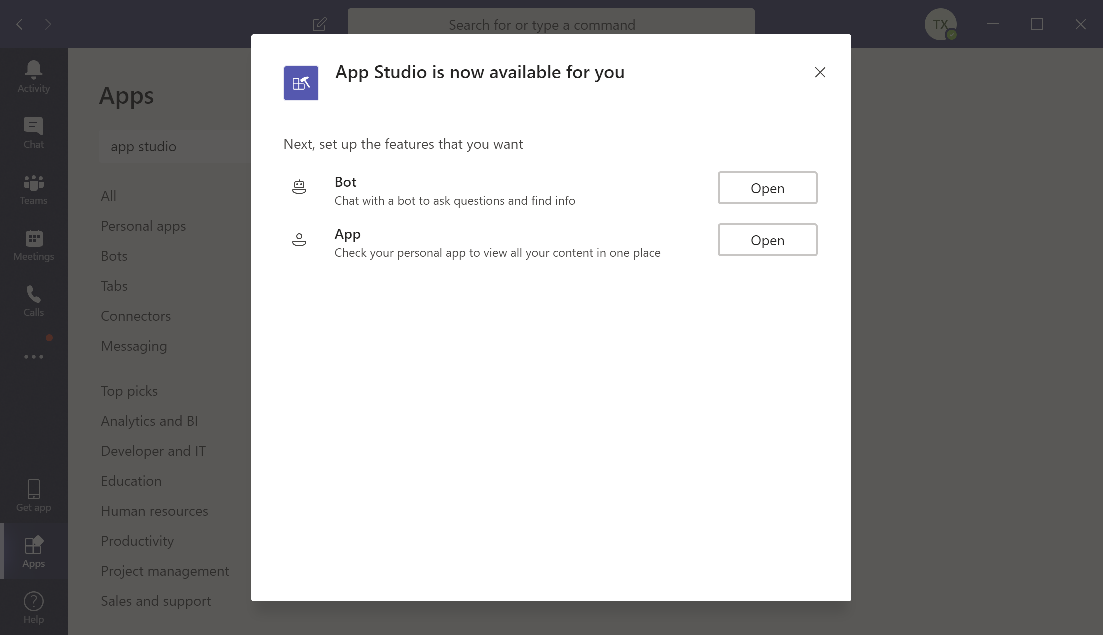 Search for or type a command
TX
Activity
Chat
Teams
Meetings
Calls
Get app
Apps
Help
Apps
app studio
All
Personal apps
Bots
Tabs
Connectors
Messaging
Top picks
Analytics and BI
Developer and IT
Education
Human resources
Productivity
Project management
Sales and support
App Studio is now available for you
Next, set up the features that you want
Bot
Chat with a bot to ask questions and find info
Open
App
Check your personal app to view all your content in one place
Open